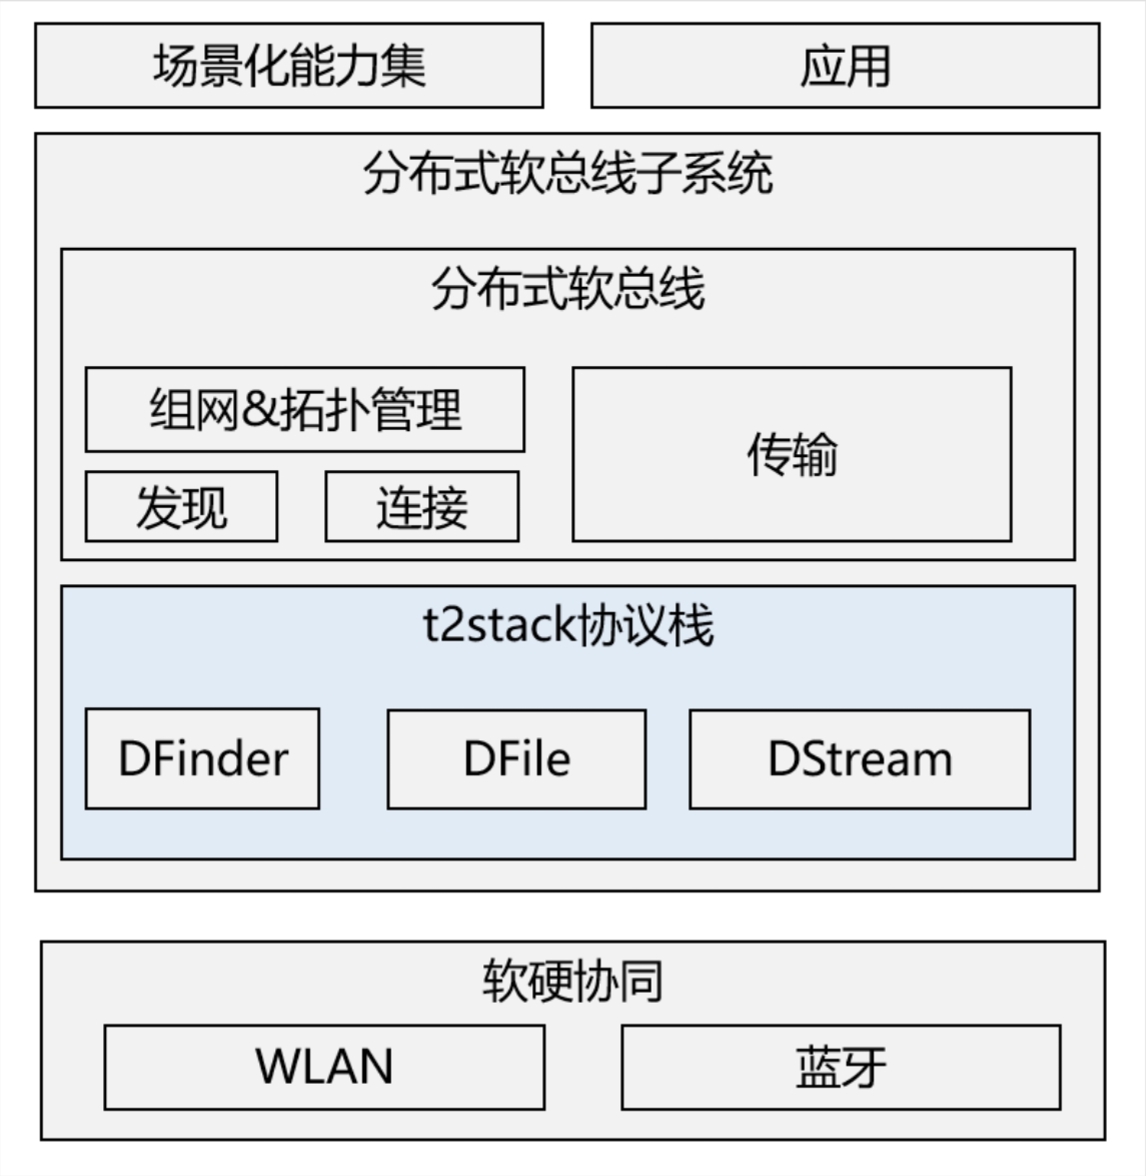 场景化能力集
应用
分布式软总线子系统
分布式软总线
组网&拓扑管理
传输
发现
连接
t2stack协议栈
DFinder
DFile
DStream
软硬协同
WLAN
蓝牙